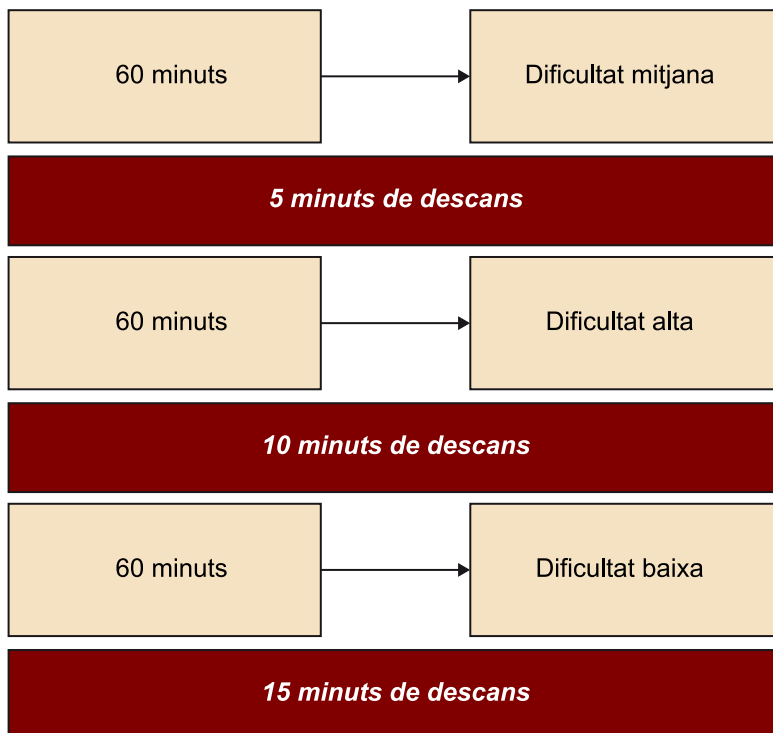 60 minuts
Dificultat mitjana
5 minuts de descans
60 minuts
Dificultat alta
10 minuts de descans
60 minuts
Dificultat baixa
15 minuts de descans